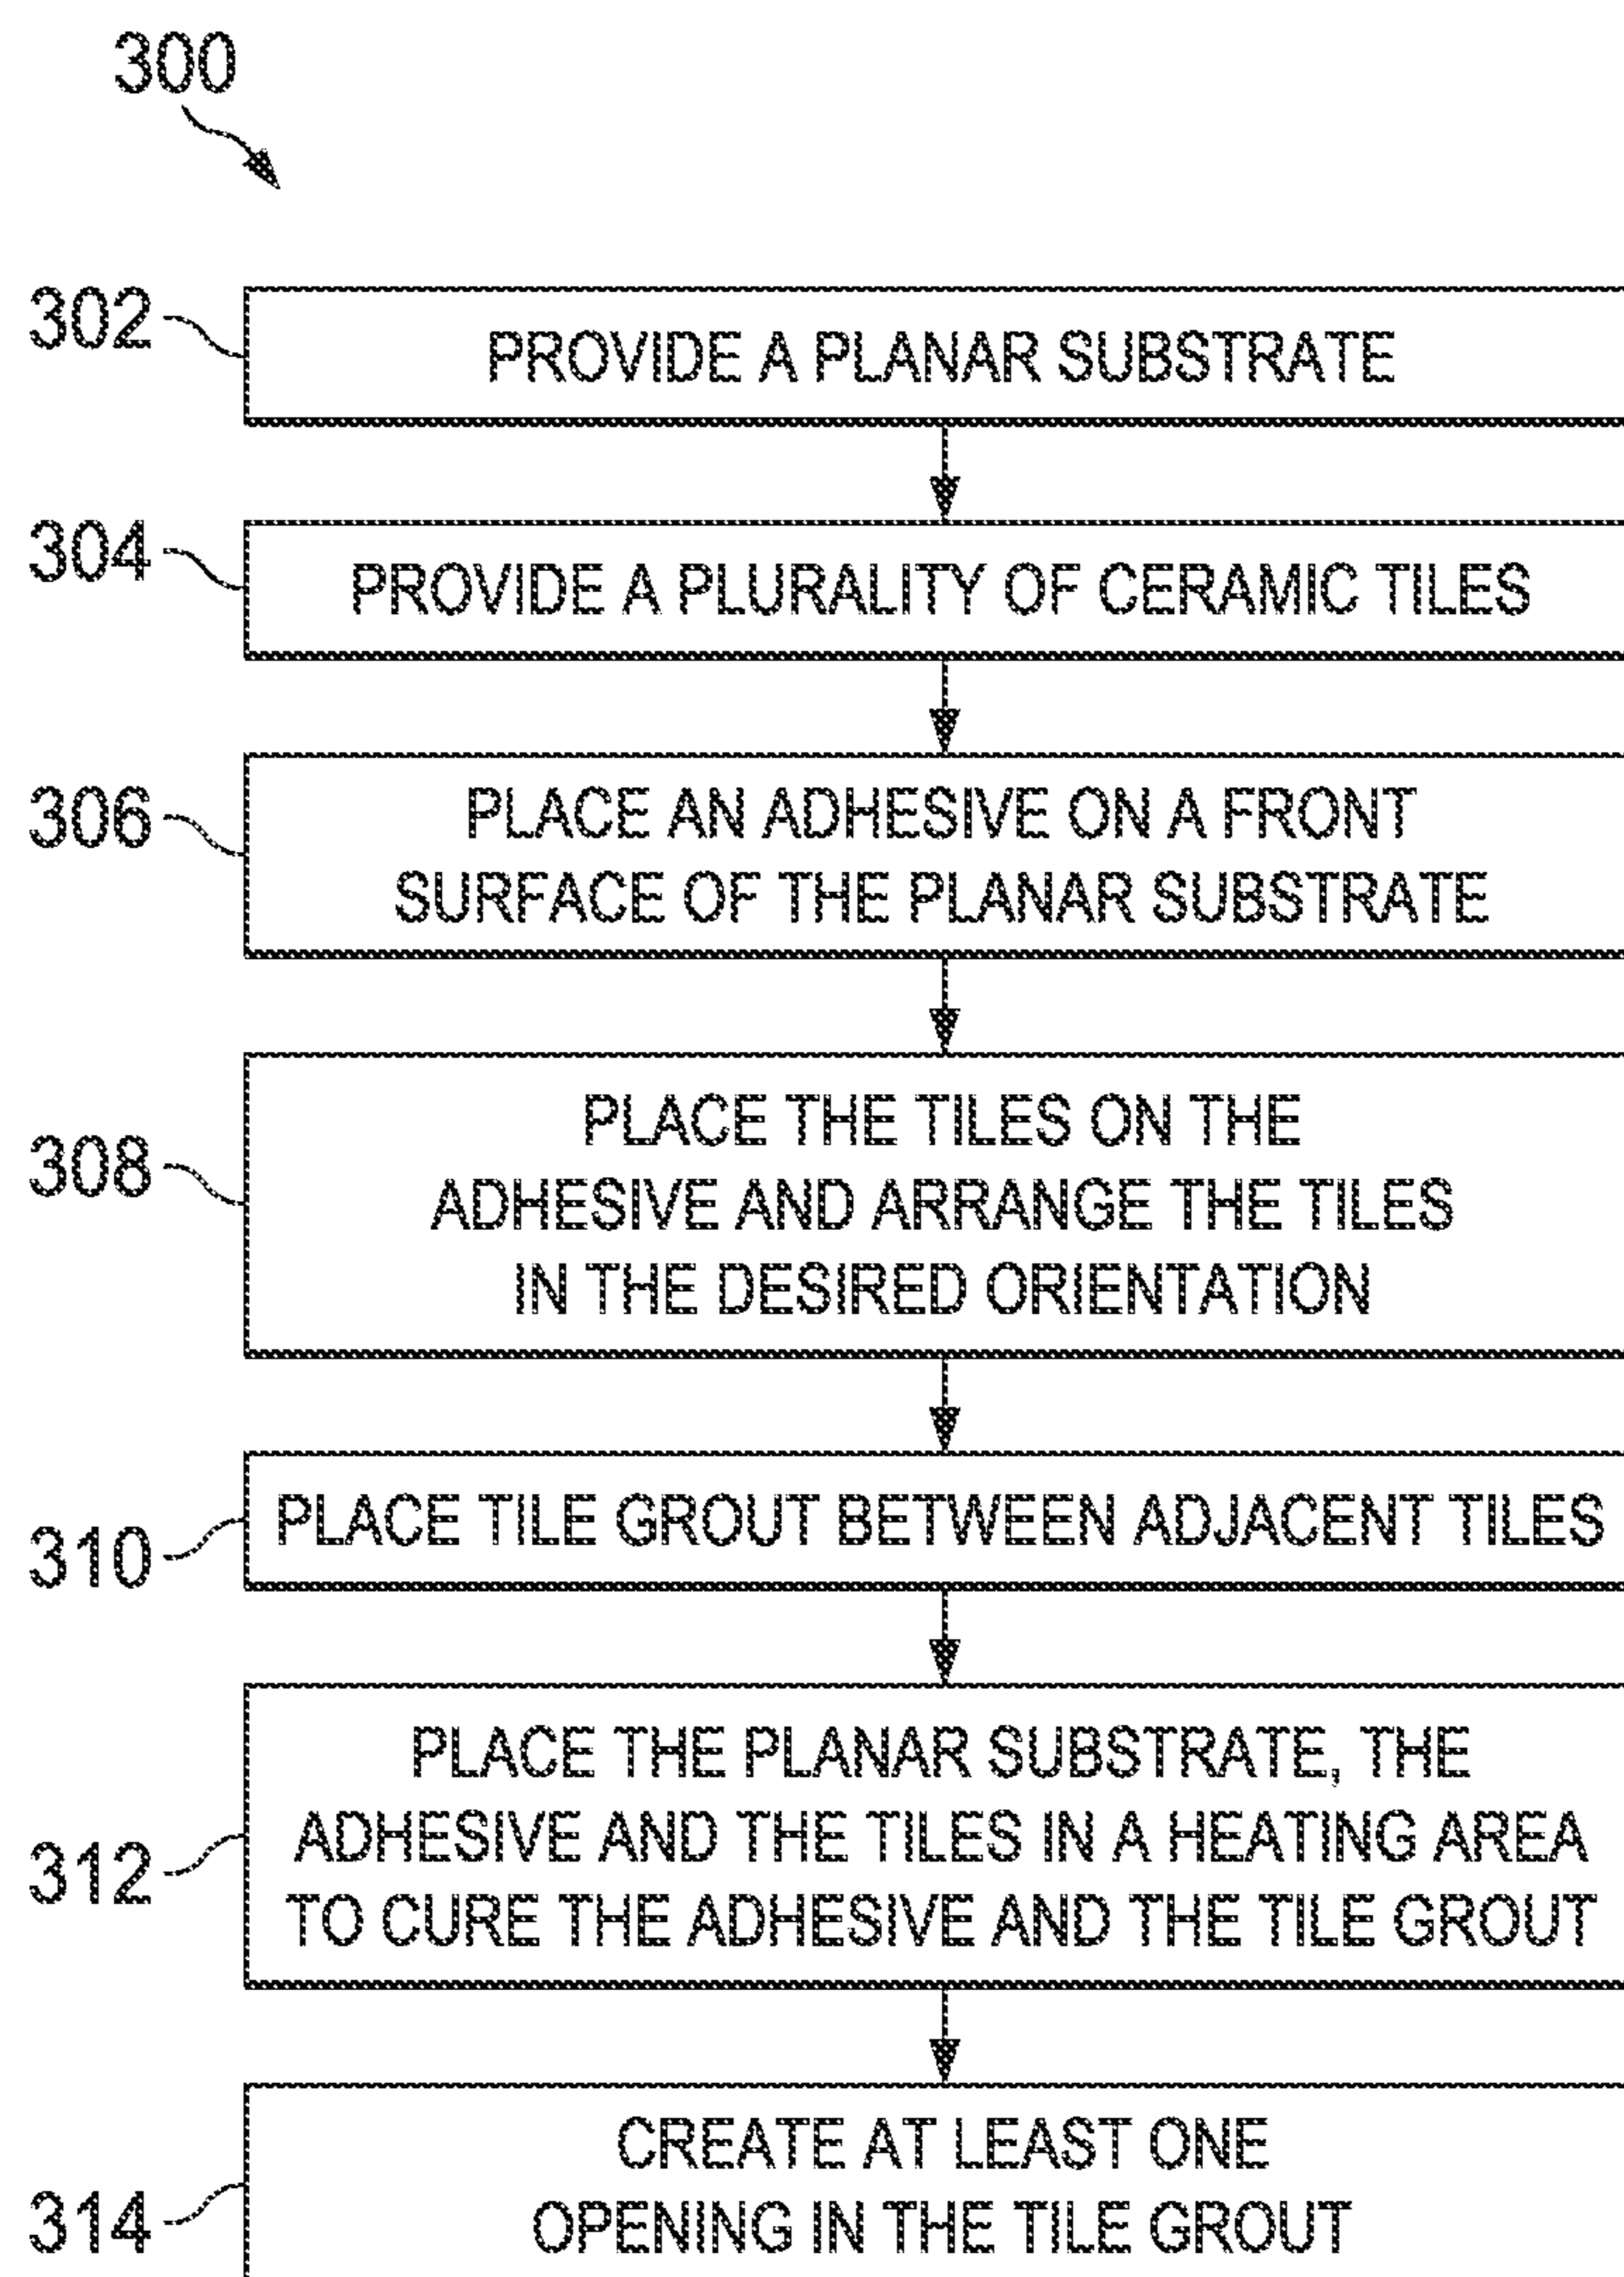 300
302
PROVIDE A PLANAR SUBSTRATE
304
PROVIDE A PLURALITY OF CERAMIC TILES
306
PLACE AN ADHESIVE ON A FRONT
SURFACE OF THE PLANAR SUBSTRATE
308
PLACE THE TILES ON THE
ADHESIVE AND ARRANGE THE TILES
IN THE DESIRED ORIENTATION
310
PLACE TILE GROUT BETWEEN ADJACENT TILES
312
PLACE THE PLANAR SUBSTRATE, THE
ADHESIVE AND THE TILES IN A HEATING AREA
TO CURE THE ADHESIVE AND THE TILE GROUT
314
CREATE AT LEAST ONE
OPENING IN THE TILE GROUT